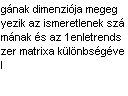 gának dimenziója megeg
yezik az ismeretlenek szá
mának és az 1enletrends
zer matrixa különbségéve
l